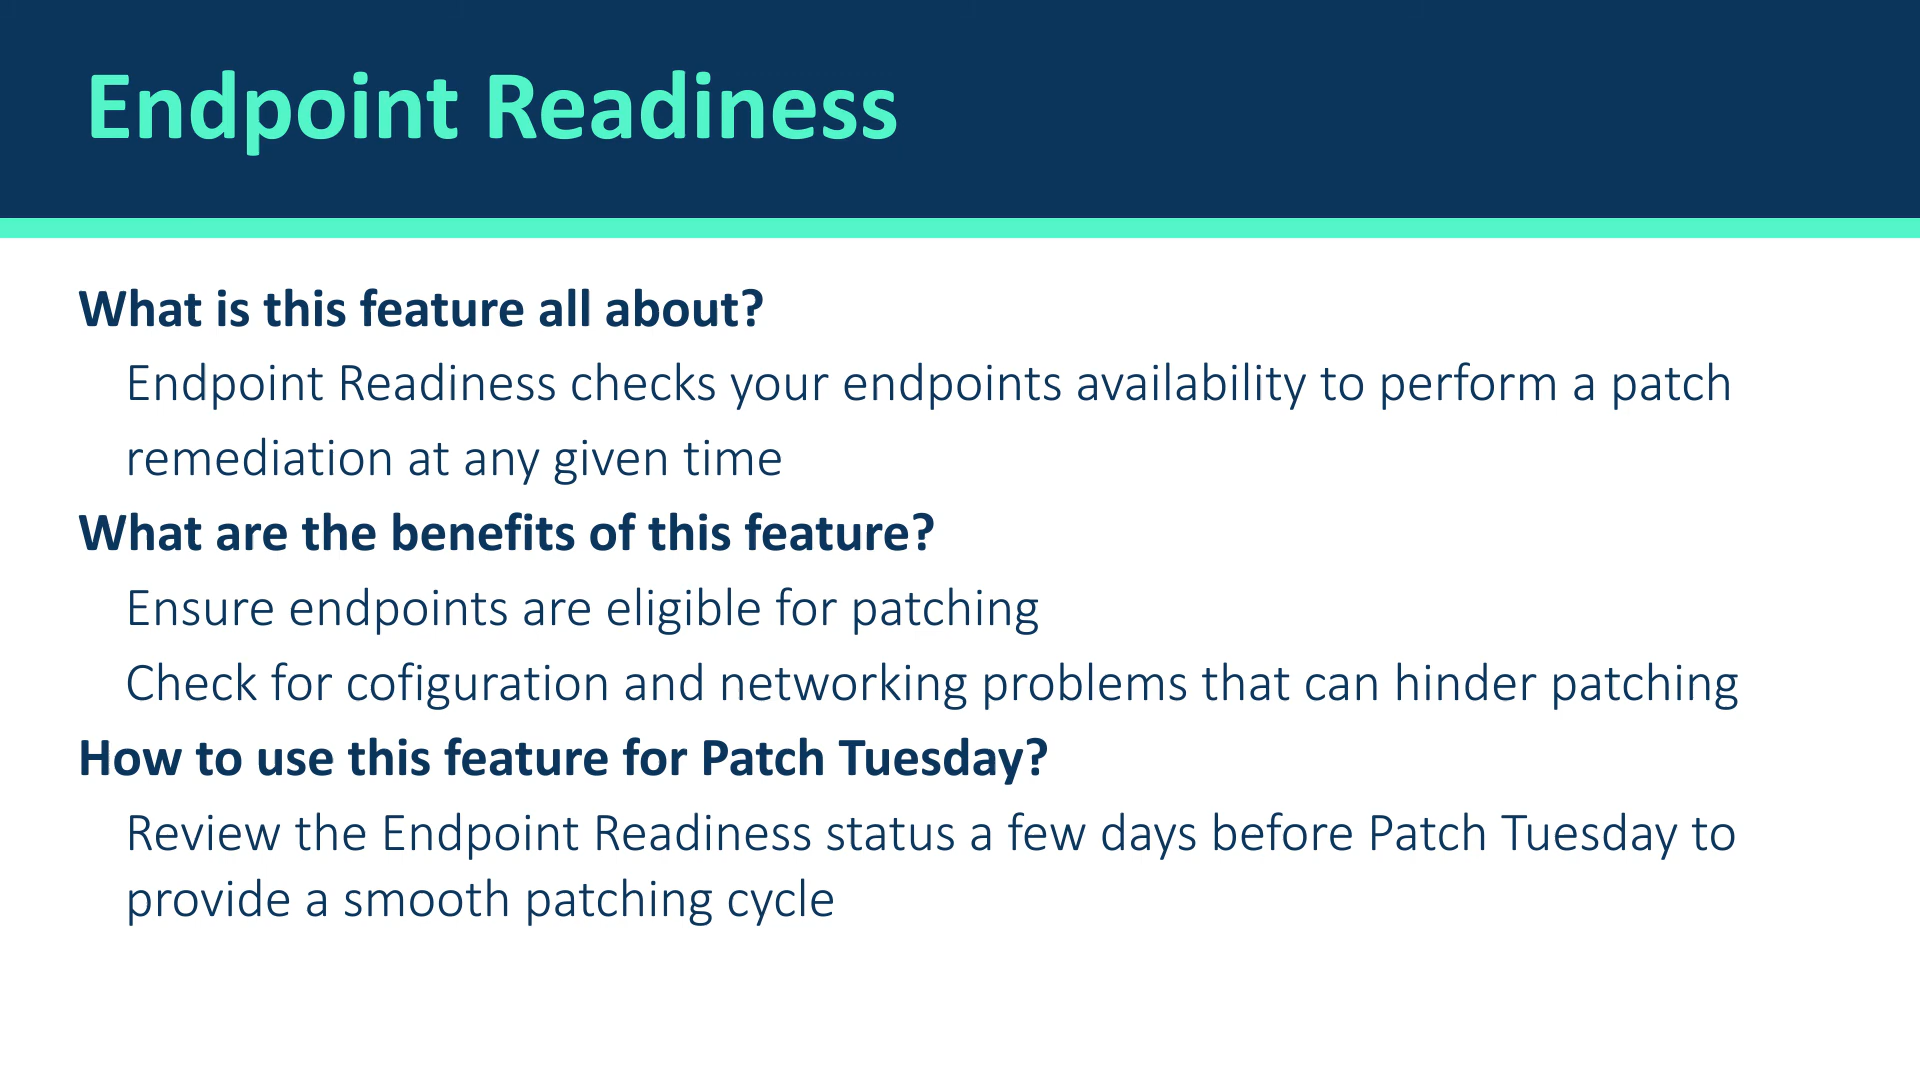 Endpoint Readiness
What is this feature all about?
Endpoint Readiness checks your endpoints availability to perform a patch
remediation at any given time
What are the benefits of this feature?
Ensure endpoints are eligible for patching
Check for cofiguration and networking problems that can hinder patching
How to use this feature for Patch Tuesday?
Review the Endpoint Readiness status a few days before Patch Tuesday to
provide a smooth patching cycle